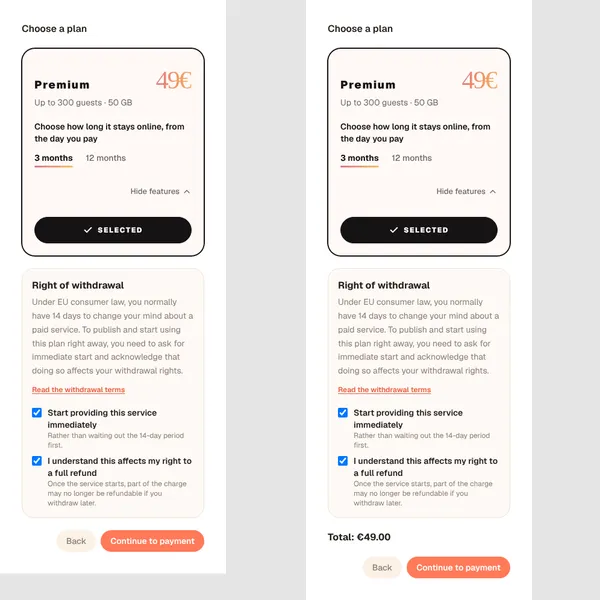 Choose a plan
Premium
49€
Up to 300 guests · 50 GB
Choose how long it stays online, from
the day you pay
3 months 12 months
Hide features
SELECTED
Right of withdrawal
Under EU consumer law, you normally
have 14 days to change your mind about a
paid service. To publish and start using
this plan right away, you need to ask for
immediate start and acknowledge that
doing so affects your withdrawal rights.
Read the withdrawal terms
Start providing this service
immediately
Rather than waiting out the 14-day period
first.
I understand this affects my right to
a full refund
Once the service starts, part of the charge
may no longer be refundable if you
withdraw later.
Back Continue to payment
Choose a plan
Premium
49€
Up to 300 guests · 50 GB
Choose how long it stays online, from
the day you pay
3 months 12 months
Hide features
SELECTED
Right of withdrawal
Under EU consumer law, you normally
have 14 days to change your mind about a
paid service. To publish and start using
this plan right away, you need to ask for
immediate start and acknowledge that
doing so affects your withdrawal rights.
Read the withdrawal terms
Start providing this service
immediately
Rather than waiting out the 14-day period
first.
I understand this affects my right to
a full refund
Once the service starts, part of the charge
may no longer be refundable if you
withdraw later.
Total: €49.00
Back Continue to payment